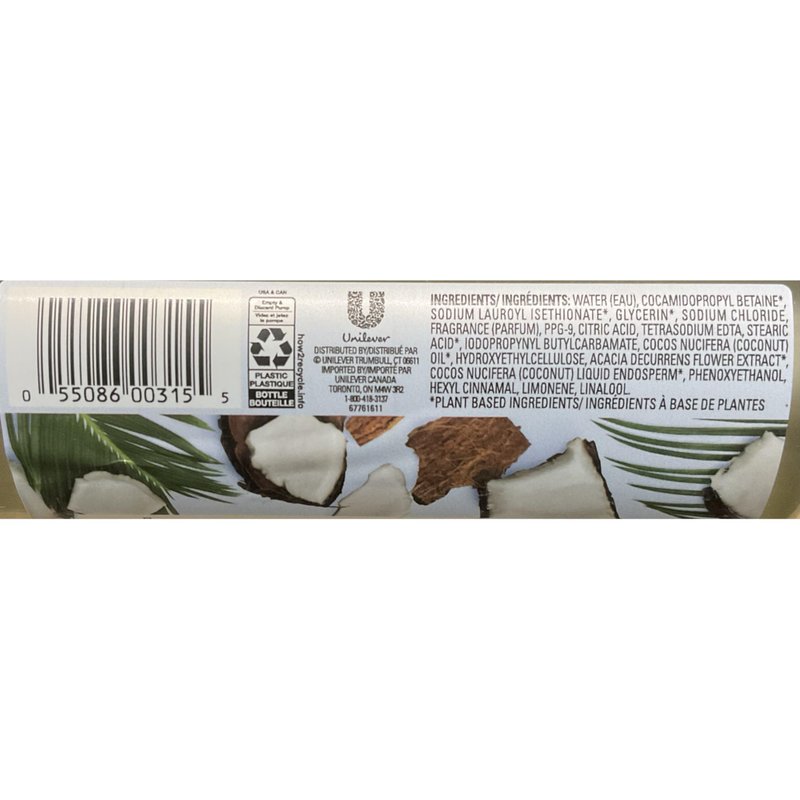 0 55086 00315 5
USA & CAN
Empty &
Discard Pump
Videz et jetez
la pompe
PLASTIC
PLASTIQUE
BOTTLE
BOUTEILLE
how2recycle.info
Unilever
DISTRIBUTED BY/DISTRIBUÉ PAR
© UNILEVER TRUMBULL, CT 06611
IMPORTED BY/IMPORTÉ PAR
UNILEVER CANADA
TORONTO, ON M4W 3R2
1-800-418-3137
67761611
INGREDIENTS/ INGRÉDIENTS: WATER (EAU), COCAMIDOPROPYL BETAINE*,
SODIUM LAUROYL ISETHIONATE*, GLYCERIN*, SODIUM CHLORIDE,
FRAGRANCE (PARFUM), PPG-9, CITRIC ACID, TETRASODIUM EDTA, STEARIC
ACID*, IODOPROPYNYL BUTYLCARBAMATE, COCOS NUCIFERA (COCONUT)
OIL*, HYDROXYETHYLCELLULOSE, ACACIA DECURRENS FLOWER EXTRACT*,
COCOS NUCIFERA (COCONUT) LIQUID ENDOSPERM*, PHENOXYETHANOL,
HEXYL CINNAMAL, LIMONENE, LINALOOL.
*PLANT BASED INGREDIENTS/ INGRÉDIENTS À BASE DE PLANTES